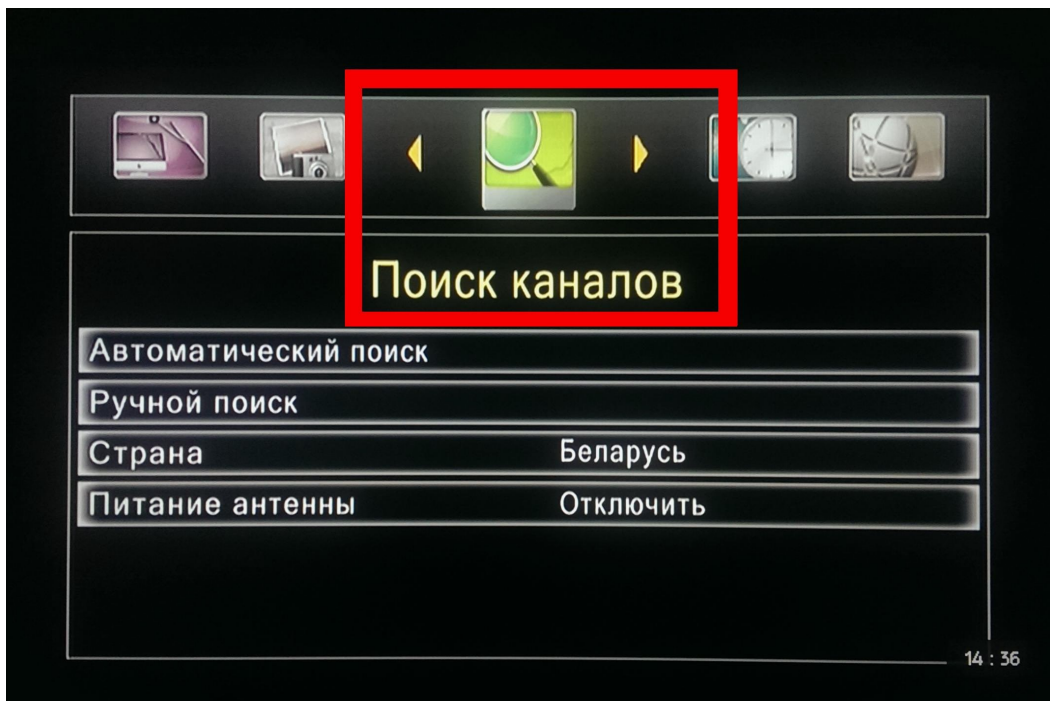 Поиск каналов
Автоматический поиск
Ручной поиск
Страна Беларусь
Питание антенны Отключить
14 : 36